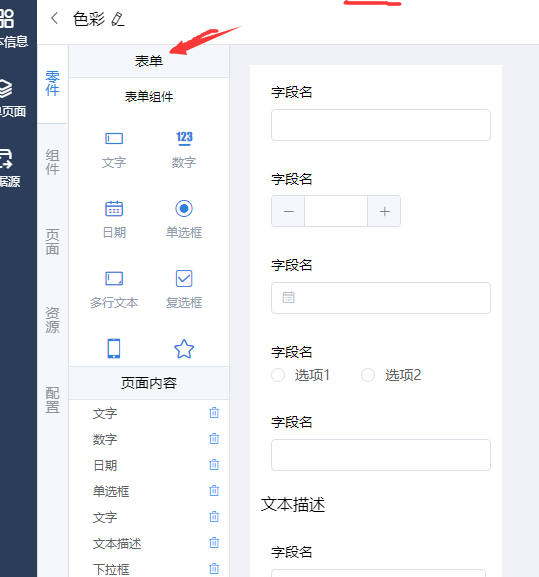 色彩
本信息
页面
据源
零件
组件
页面
资源
配置
表单
表单组件
文字
123
数字
日期
单选框
多行文本
复选框
页面内容
文字
数字
日期
单选框
文字
文本描述
下拉框
字段名
字段名
字段名
字段名
选项1 选项2
字段名
文本描述
字段名